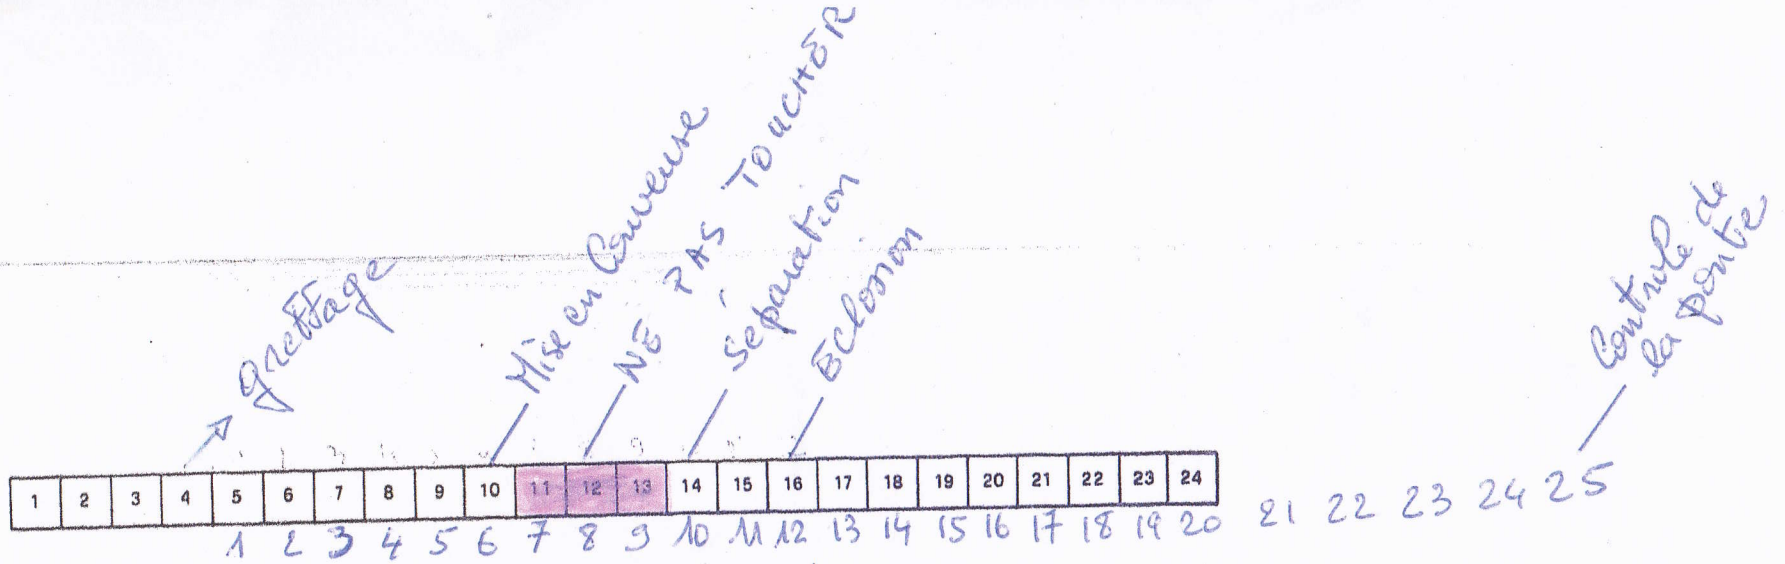 greffage
Mise en Couveuse
NE PAS TOUCHER
Séparation
Éclosion
Controle de
la ponte
1 2 3 4 5 6 7 8 9 10 11 12 13 14 15 16 17 18 19 20 21 22 23 24
1 2 3 4 5 6 7 8 9 10 11 12 13 14 15 16 17 18 19 20 21 22 23 24 25